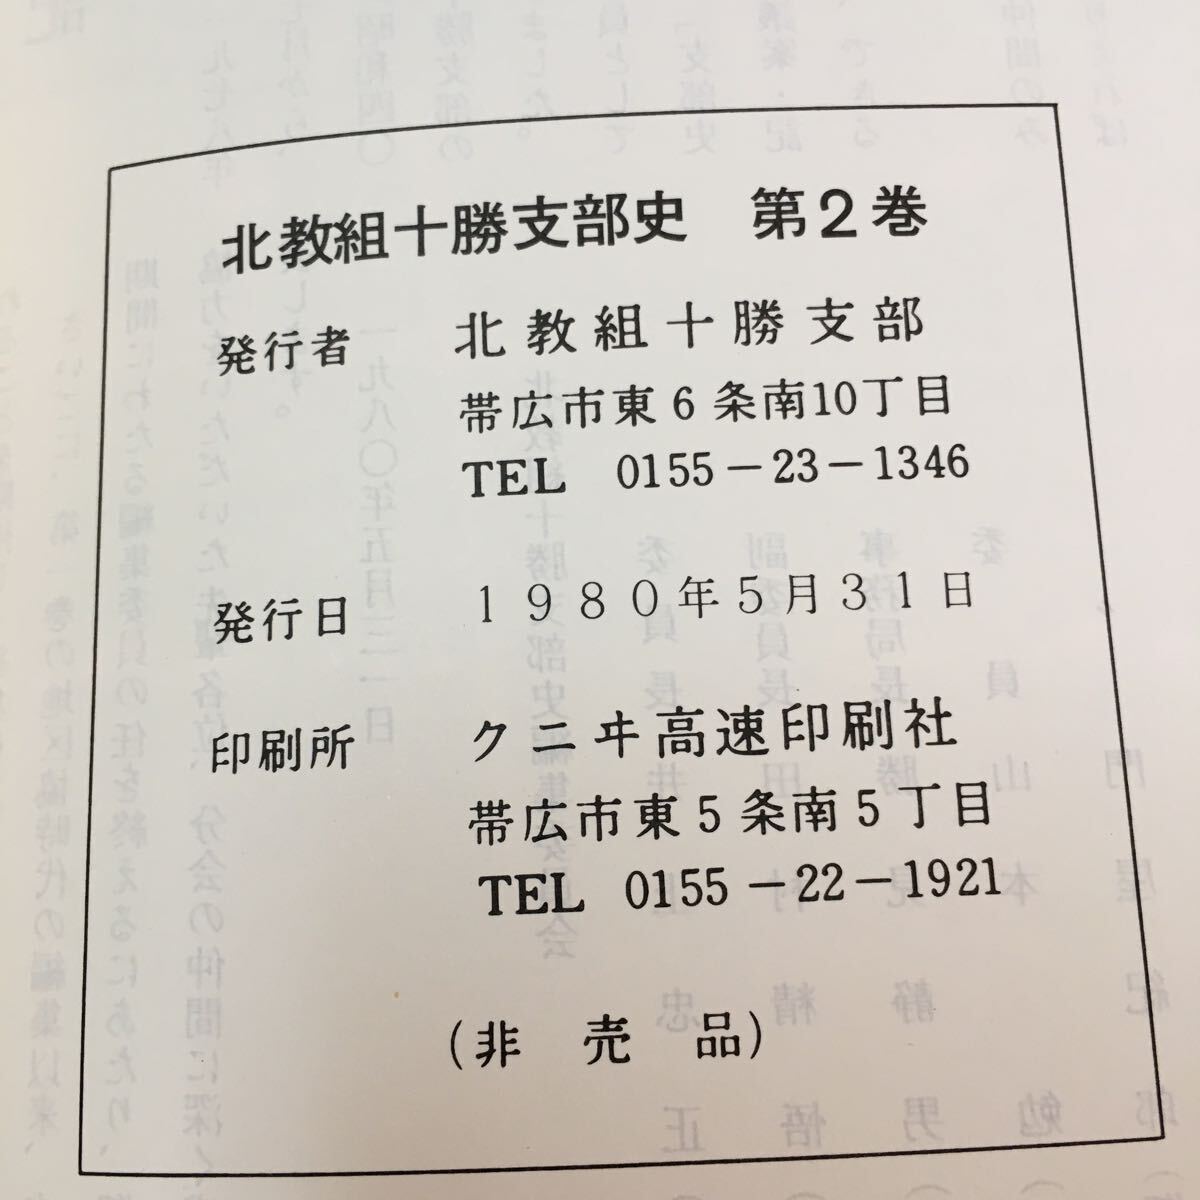 北教組十勝支部史　第２巻
発行者　北教組十勝支部
帯広市東６条南10丁目
TEL　0155－23－1346
発行日　１９８０年５月３１日
印刷所　クニヰ高速印刷社
帯広市東５条南５丁目
TEL　0155－22－1921
（非　売　品）